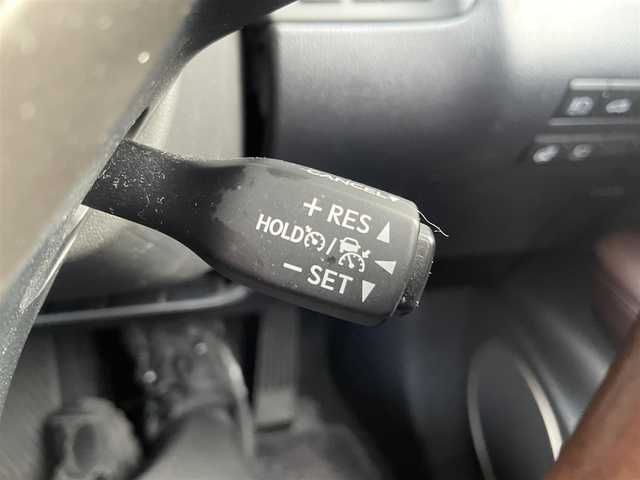 CANCEL
+ RES
HOLD /
− SET